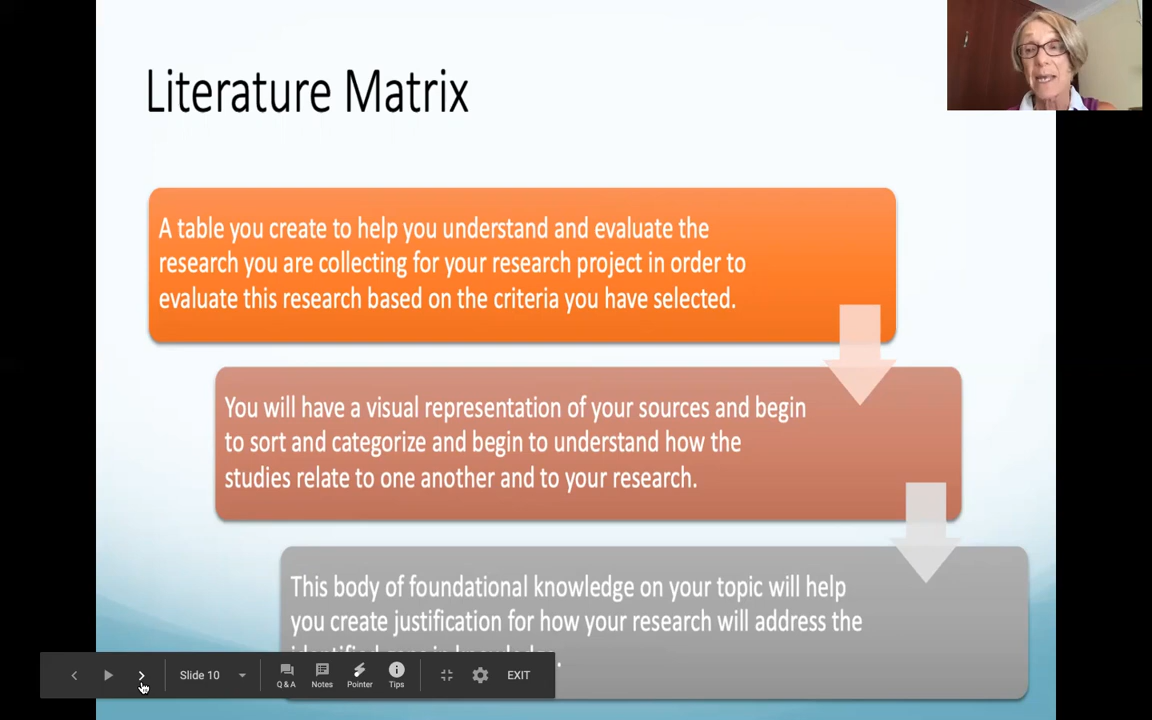 Literature Matrix
A table you create to help you understand and evaluate the
research you are collecting for your research project in order to
evaluate this research based on the criteria you have selected.
You will have a visual representation of your sources and begin
to sort and categorize and begin to understand how the
studies relate to one another and to your research.
This body of foundational knowledge on your topic will help
you create justification for how your research will address the
Slide 10
Q & A
Notes
Pointer
Tips
EXIT